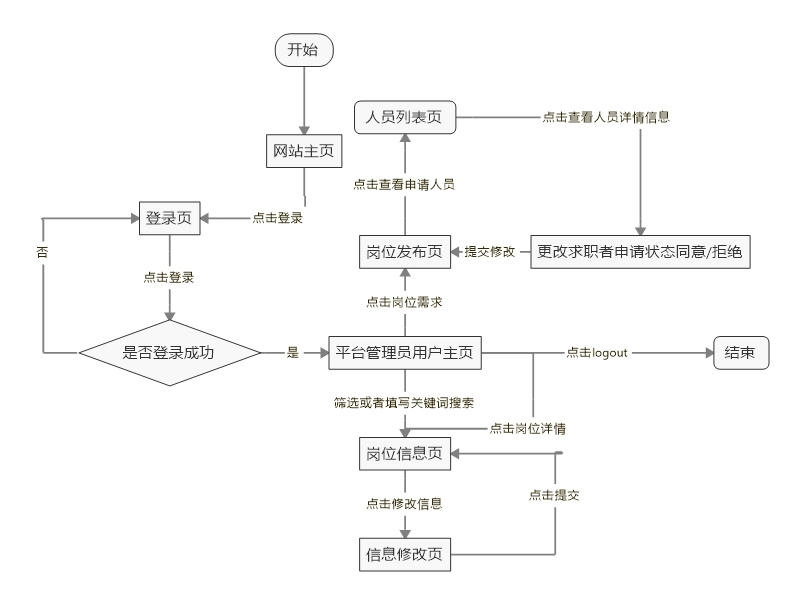 开始
人员列表页
点击查看人员详情信息
网站主页
点击查看申请人员
登录页
点击登录
否
岗位发布页
提交修改
更改求职者申请状态同意/拒绝
点击登录
点击岗位需求
是否登录成功
是
平台管理员用户主页
点击logout
结束
筛选或者填写关键词搜索
点击岗位详情
岗位信息页
点击提交
点击修改信息
信息修改页